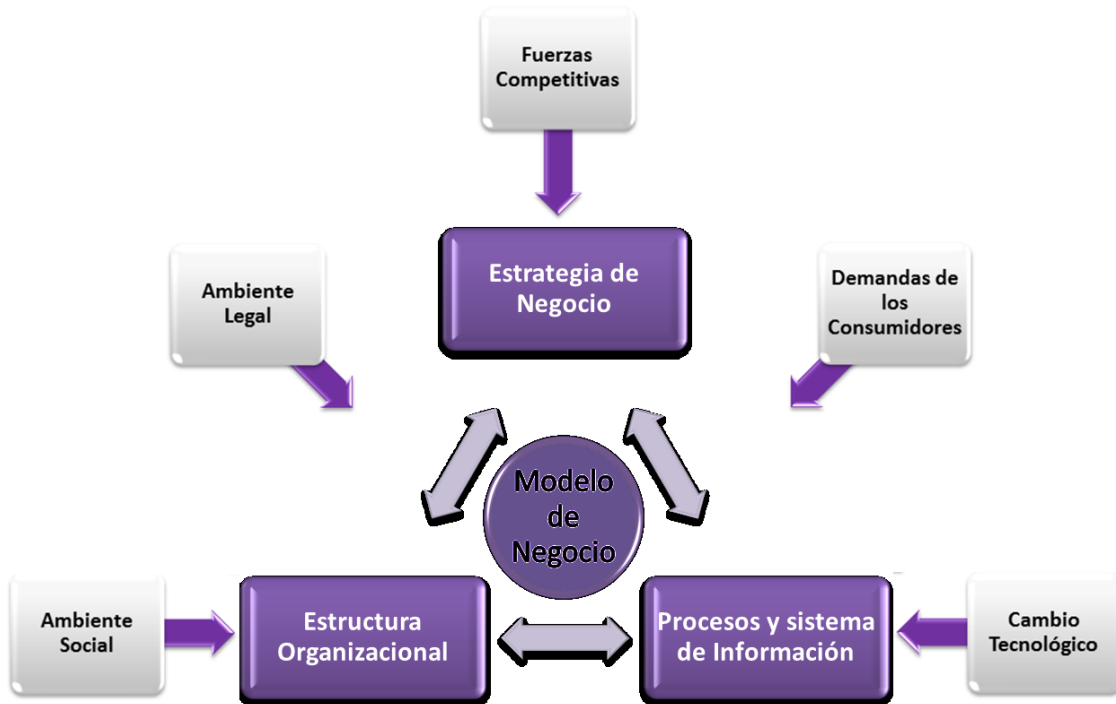 Fuerzas
Competitivas
Estrategia de
Negocio
Ambiente
Legal
Demandas de
los
Consumidores
Modelo
de
Negocio
Ambiente
Social
Estructura
Organizacional
Procesos y sistema
de Información
Cambio
Tecnológico